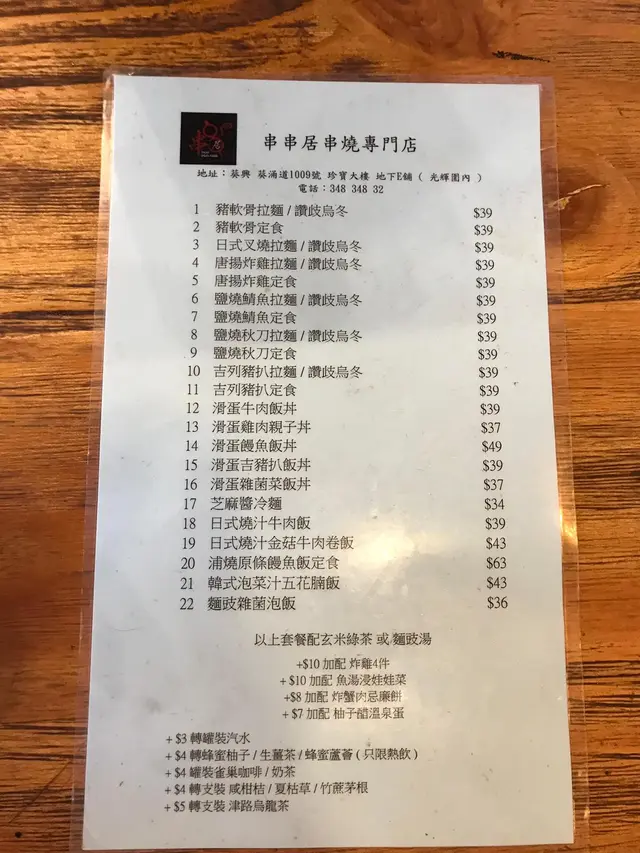 串串居串燒專門店
地址：葵興 葵涌道1009號 珍寶大樓 地下E舖 ( 光輝圍內 )
電話：348 348 32
1 豬軟骨拉麵 / 讚歧烏冬 $39
2 豬軟骨定食 $39
3 日式叉燒拉麵 / 讚歧烏冬 $39
4 唐揚炸雞拉麵 / 讚歧烏冬 $39
5 唐揚炸雞定食 $39
6 鹽燒鯖魚拉麵 / 讚歧烏冬 $39
7 鹽燒鯖魚定食 $39
8 鹽燒秋刀拉麵 / 讚歧烏冬 $39
9 鹽燒秋刀定食 $39
10 吉列豬扒拉麵 / 讚歧烏冬 $39
11 吉列豬扒定食 $39
12 滑蛋牛肉飯丼 $39
13 滑蛋雞肉親子丼 $37
14 滑蛋饅魚飯丼 $49
15 滑蛋吉豬扒飯丼 $39
16 滑蛋雜菌菜飯丼 $37
17 芝麻醬冷麵 $34
18 日式燒汁牛肉飯 $39
19 日式燒汁金菇牛肉卷飯 $43
20 浦燒原條饅魚飯定食 $63
21 韓式泡菜汁五花腩飯 $43
22 麵豉雜菌泡飯 $36
以上套餐配玄米綠茶 或 麵豉湯
+$10 加配 炸雞4件
+ $10 加配 魚湯浸娃娃菜
+$8 加配 炸蟹肉忌廉餅
+ $7 加配 柚子醋溫泉蛋
+ $3 轉罐裝汽水
+ $4 轉蜂蜜柚子 / 生薑茶 / 蜂蜜蘆薈 ( 只限熱飲 )
+ $4 罐裝雀巢咖啡 / 奶茶
+ $4 轉支裝 咸柑桔 / 夏枯草 / 竹蔗茅根
+ $5 轉支裝 津路烏龍茶